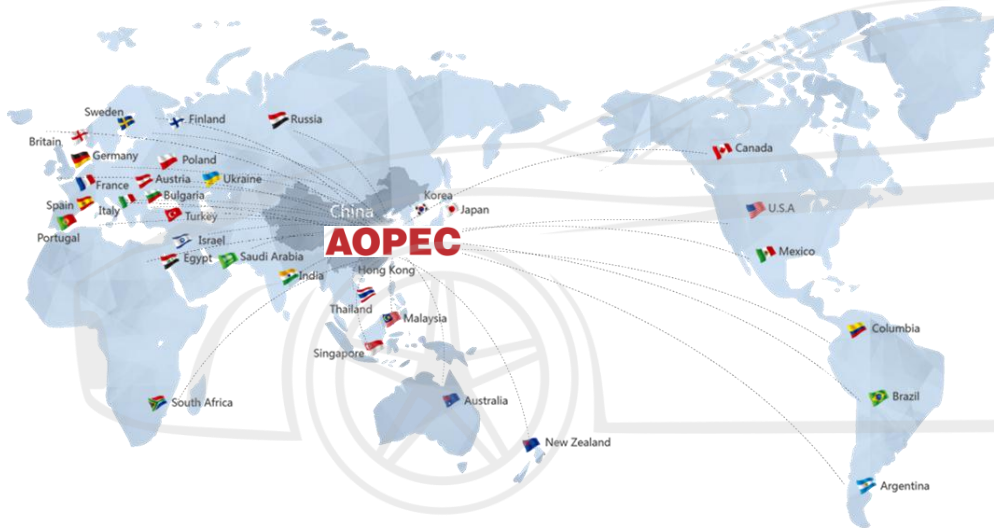 Sweden
Finland
Russia
Britain
Germany
Poland
Canada
France
Austria
Ukraine
Bulgaria
Korea
Spain
Italy
China
Japan
U.S.A
Turkey
Portugal
Israel
AOPEC
Mexico
Egypt
Saudi Arabia
Hong Kong
India
Thailand
Malaysia
Columbia
Singapore
Brazil
South Africa
Australia
New Zealand
Argentina